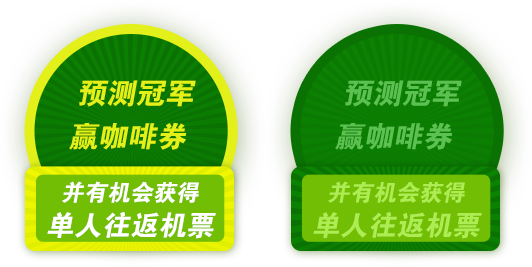 预测冠军
赢咖啡券
并有机会获得
单人往返机票
预测冠军
赢咖啡券
并有机会获得
单人往返机票